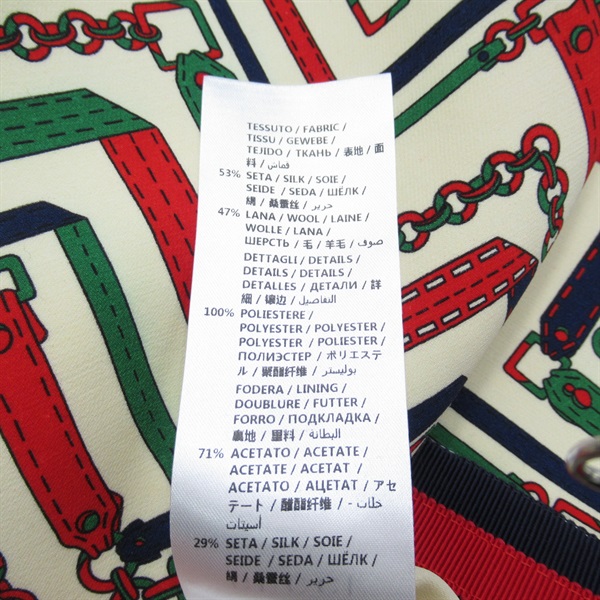 TESSUTO / FABRIC /
TISSU / GEWEBE /
TEJIDO / ТКАНЬ / 表地 / 面
料 / قماش /
53% SETA / SILK / SOIE /
SEIDE / SEDA / ШЁЛК /
絹 / 桑蚕丝 / حرير /
47% LANA / WOOL / LAINE /
WOLLE / LANA /
ШЕРСТЬ / 毛 / 羊毛 / صوف /
DETTAGLI / DETAILS /
DETAILS / DETAILS /
DETALLES / ДЕТАЛИ / 詳
細 / 镶边 / التفاصيل /
100% POLIESTERE /
POLYESTER / POLYESTER /
POLYESTER / POLIESTER /
ПОЛИЭСТЕР / ポリエステ
ル / 聚酯纤维 / بوليستر /
FODERA / LINING /
DOUBLURE / FUTTER /
FORRO / ПОДКЛАДКА /
裏地 / 里料 / البطانة /
71% ACETATO / ACETATE /
ACETATE / ACETAT /
ACETATO / АЦЕТАТ / アセ
テート / 醋酯纤维 / خلات -
أسيتات /
29% SETA / SILK / SOIE /
SEIDE / SEDA / ШЁЛК /
絹 / 桑蚕丝 / حرير /